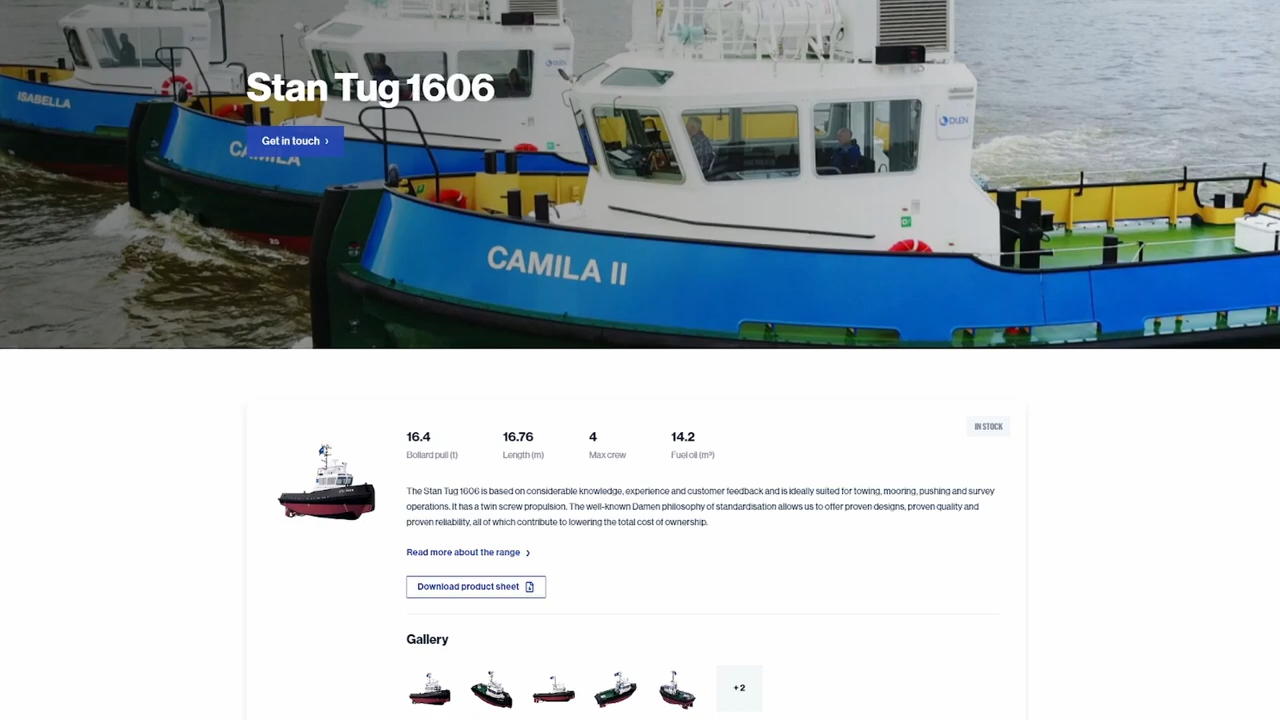 ISABELLA
Stan Tug 1606
Get in touch ›
CAMILA
CAMILA II
20
16.4
Bollard pull (t)
16.76
Length (m)
4
Max crew
14.2
Fuel oil (m³)
IN STOCK
The Stan Tug 1606 is based on considerable knowledge, experience and customer feedback and is ideally suited for towing, mooring, pushing and survey
operations. It has a twin screw propulsion. The well-known Damen philosophy of standardisation allows us to offer proven designs, proven quality and
proven reliability, all of which contribute to lowering the total cost of ownership.
Read more about the range ›
Download product sheet
Gallery
+2